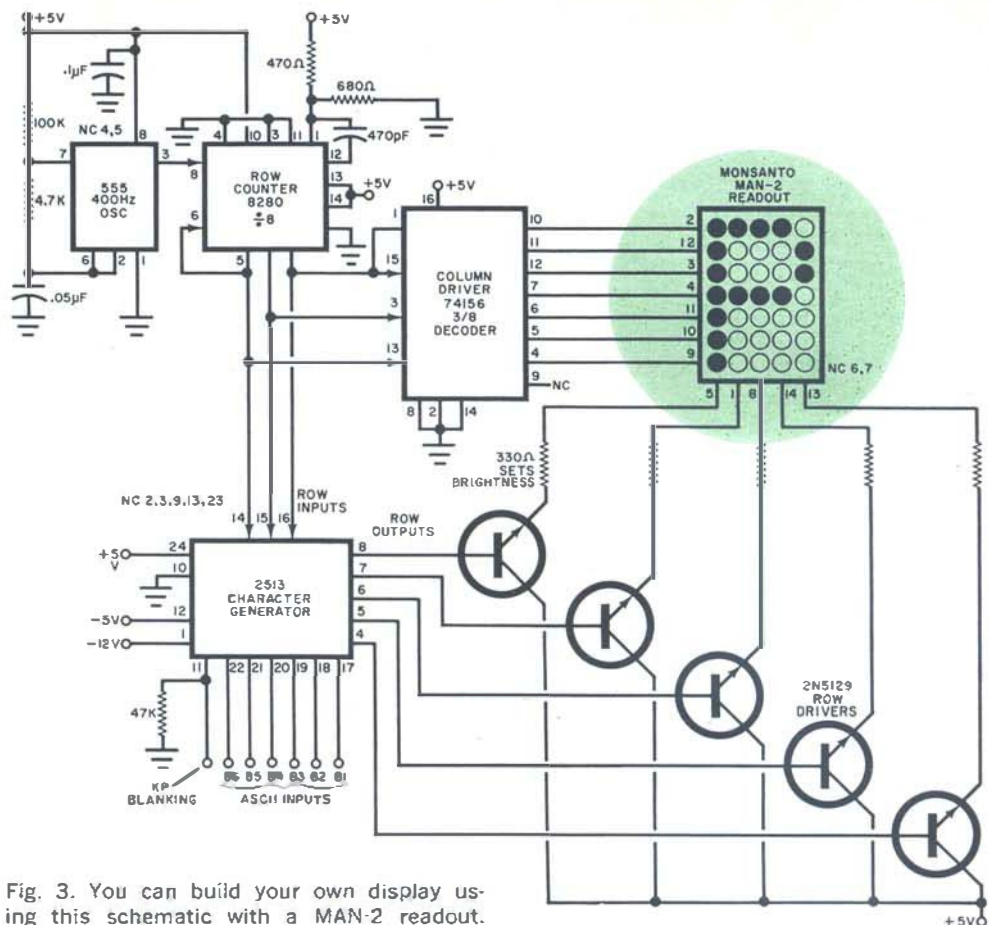 +5V
.1µF
100K
4.7K
NC 4,5
7
8
3
555
400Hz
OSC
6
2
1
.05µF
+5V
470Ω
680Ω
470pF
4
10
3
11
1
8
6
5
ROW
COUNTER
8280
÷8
12
13
14
+5V
+5V
16
1
15
3
13
COLUMN
DRIVER
74156
3/8
DECODER
10
11
12
7
6
5
4
9
NC
8
2
14
MONSANTO
MAN-2
READOUT
2
12
3
4
11
10
9
NC 6,7
5
1
8
14
13
330Ω
SETS
BRIGHTNESS
NC 2,3,9,13,23
14
15
16
ROW
INPUTS
ROW
OUTPUTS
+5
V
24
10
-5V
12
-12V
1
2513
CHARACTER
GENERATOR
8
7
6
5
4
11
22
21
20
19
18
17
47K
B6
B5
B4
B3
B2
B1
KP
BLANKING
ASCII INPUTS
2N5129
ROW
DRIVERS
+5V
Fig. 3. You can build your own display us-
ing this schematic with a MAN-2 readout.